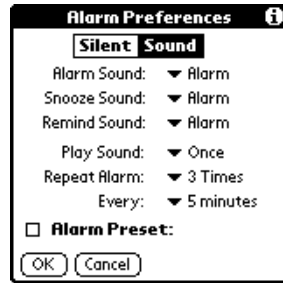 Alarm Preferences i
Silent Sound
Alarm Sound: Alarm
Snooze Sound: Alarm
Remind Sound: Alarm
Play Sound: Once
Repeat Alarm: 3 Times
Every: 5 minutes
Alarm Preset:
OK Cancel